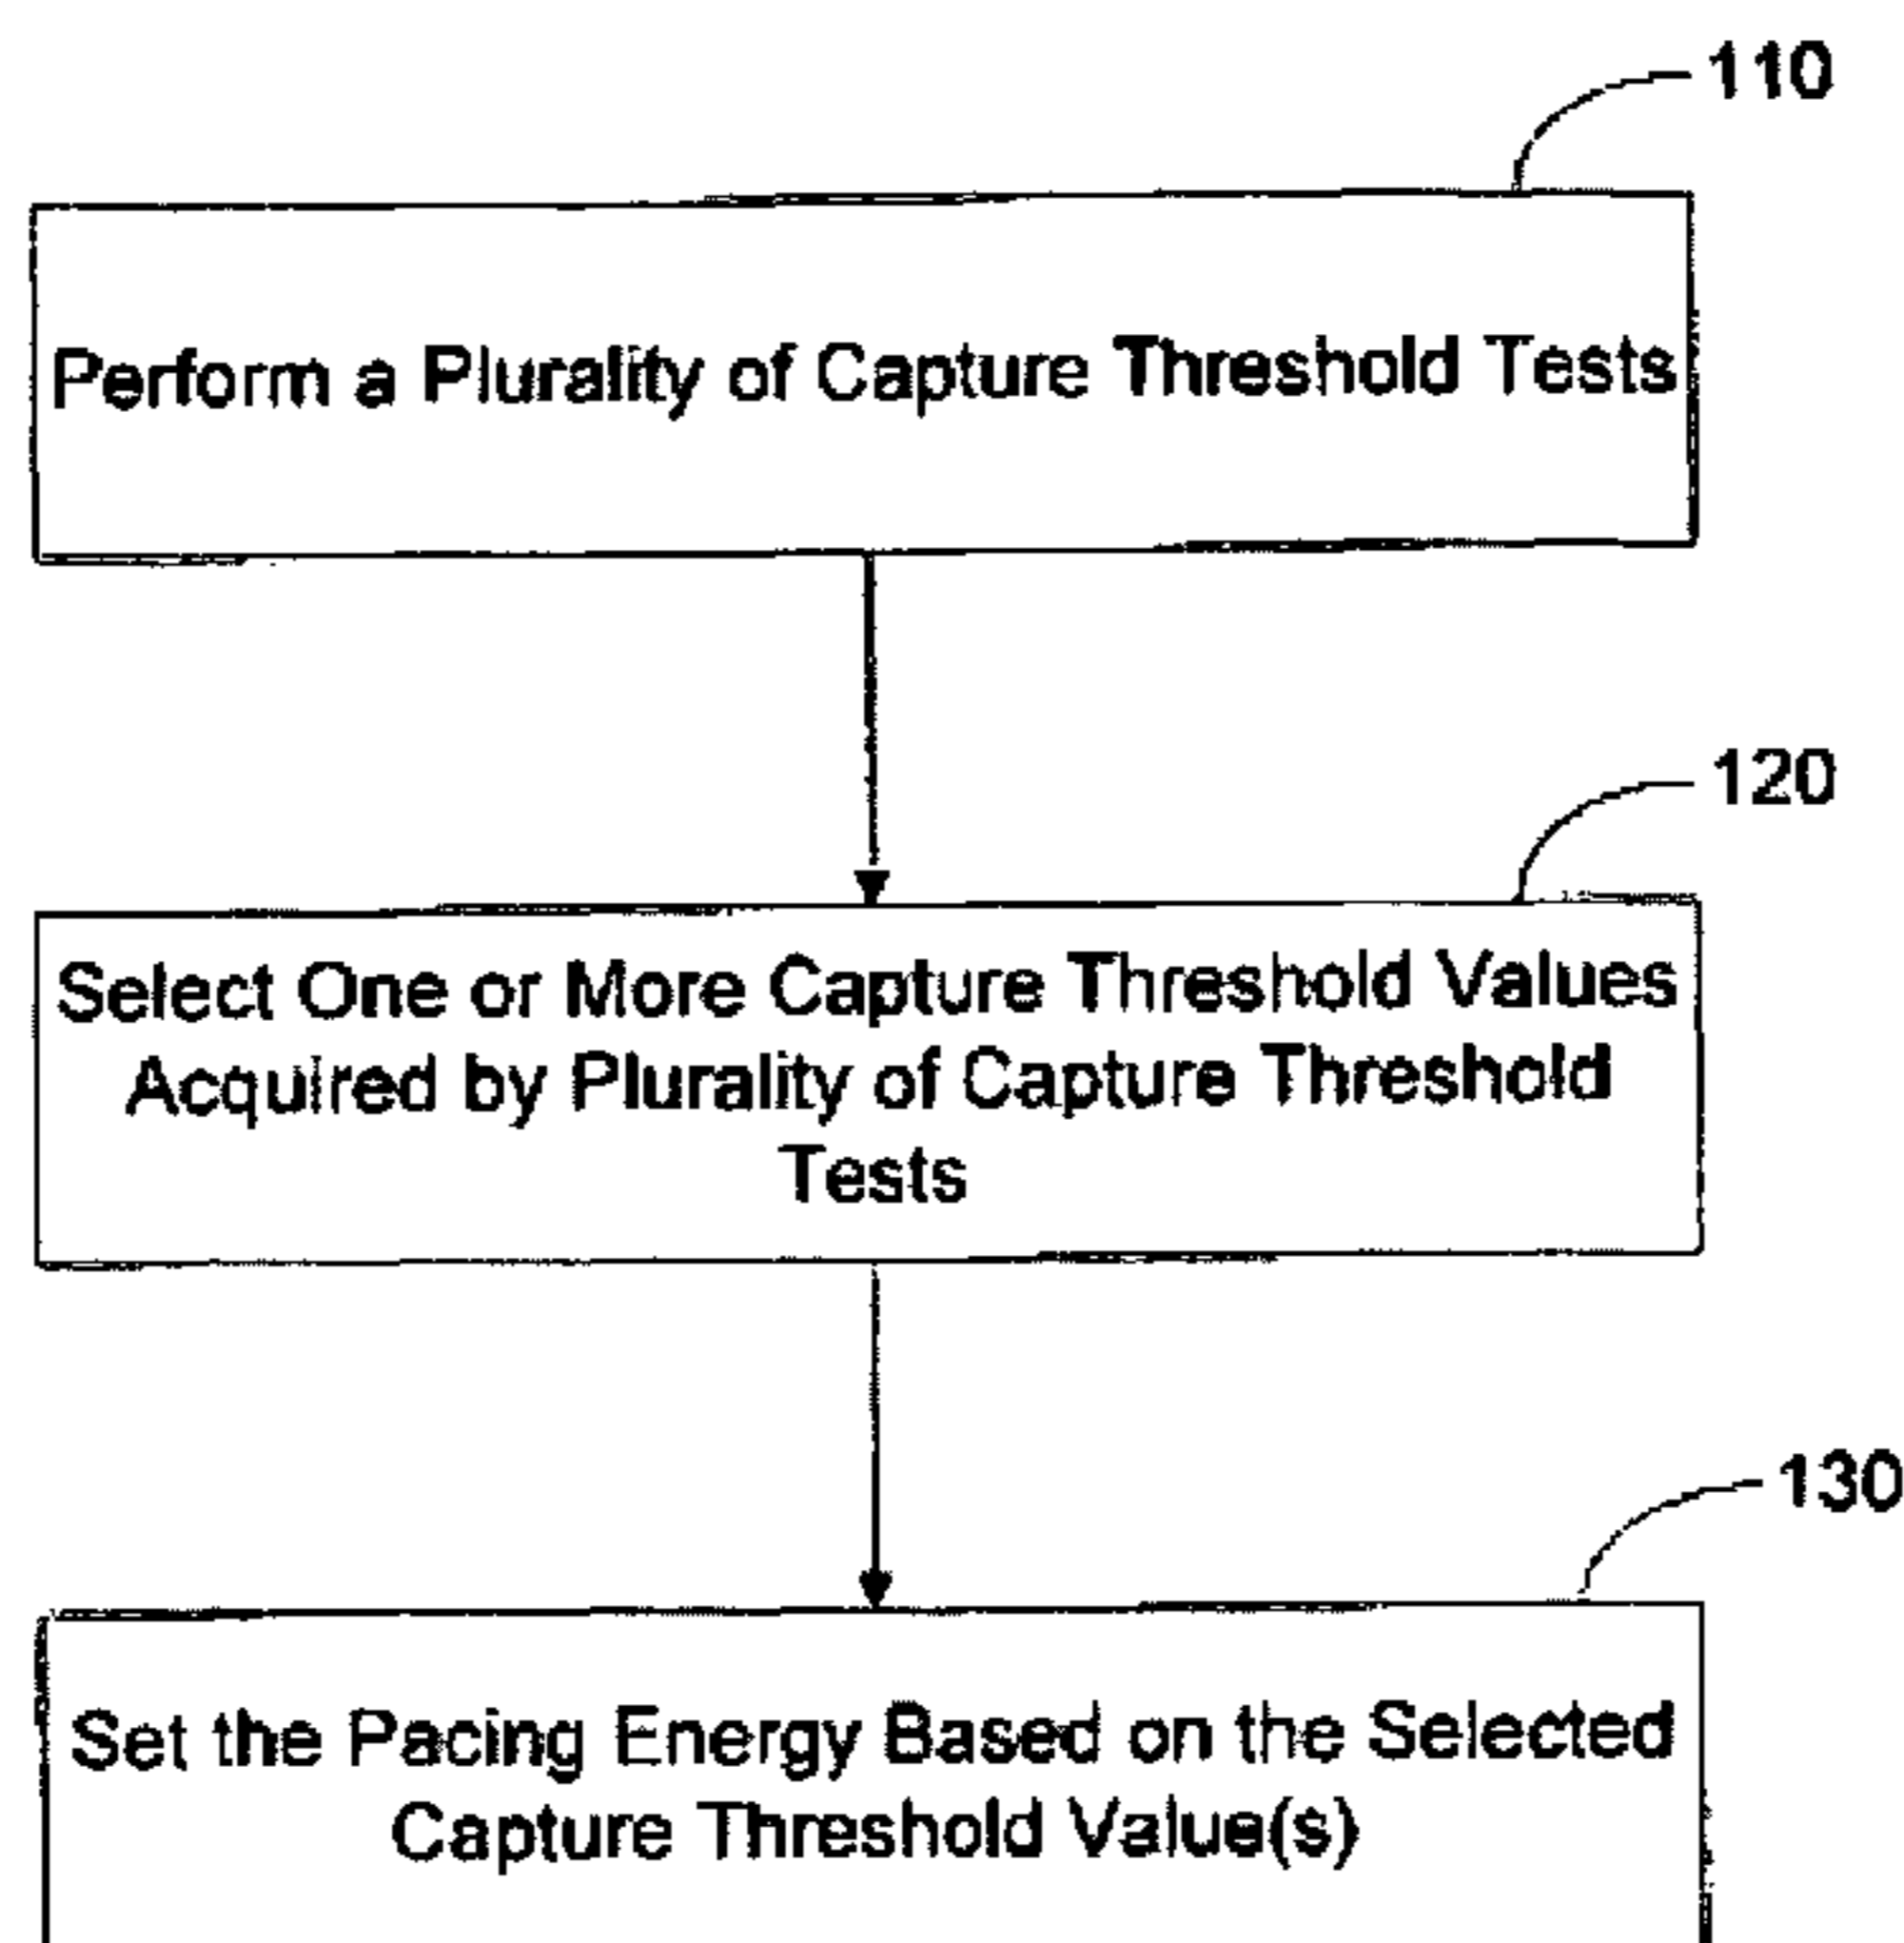 110
Perform a Plurality of Capture Threshold Tests
120
Select One or More Capture Threshold Values
Acquired by Plurality of Capture Threshold
Tests
130
Set the Pacing Energy Based on the Selected
Capture Threshold Value(s)